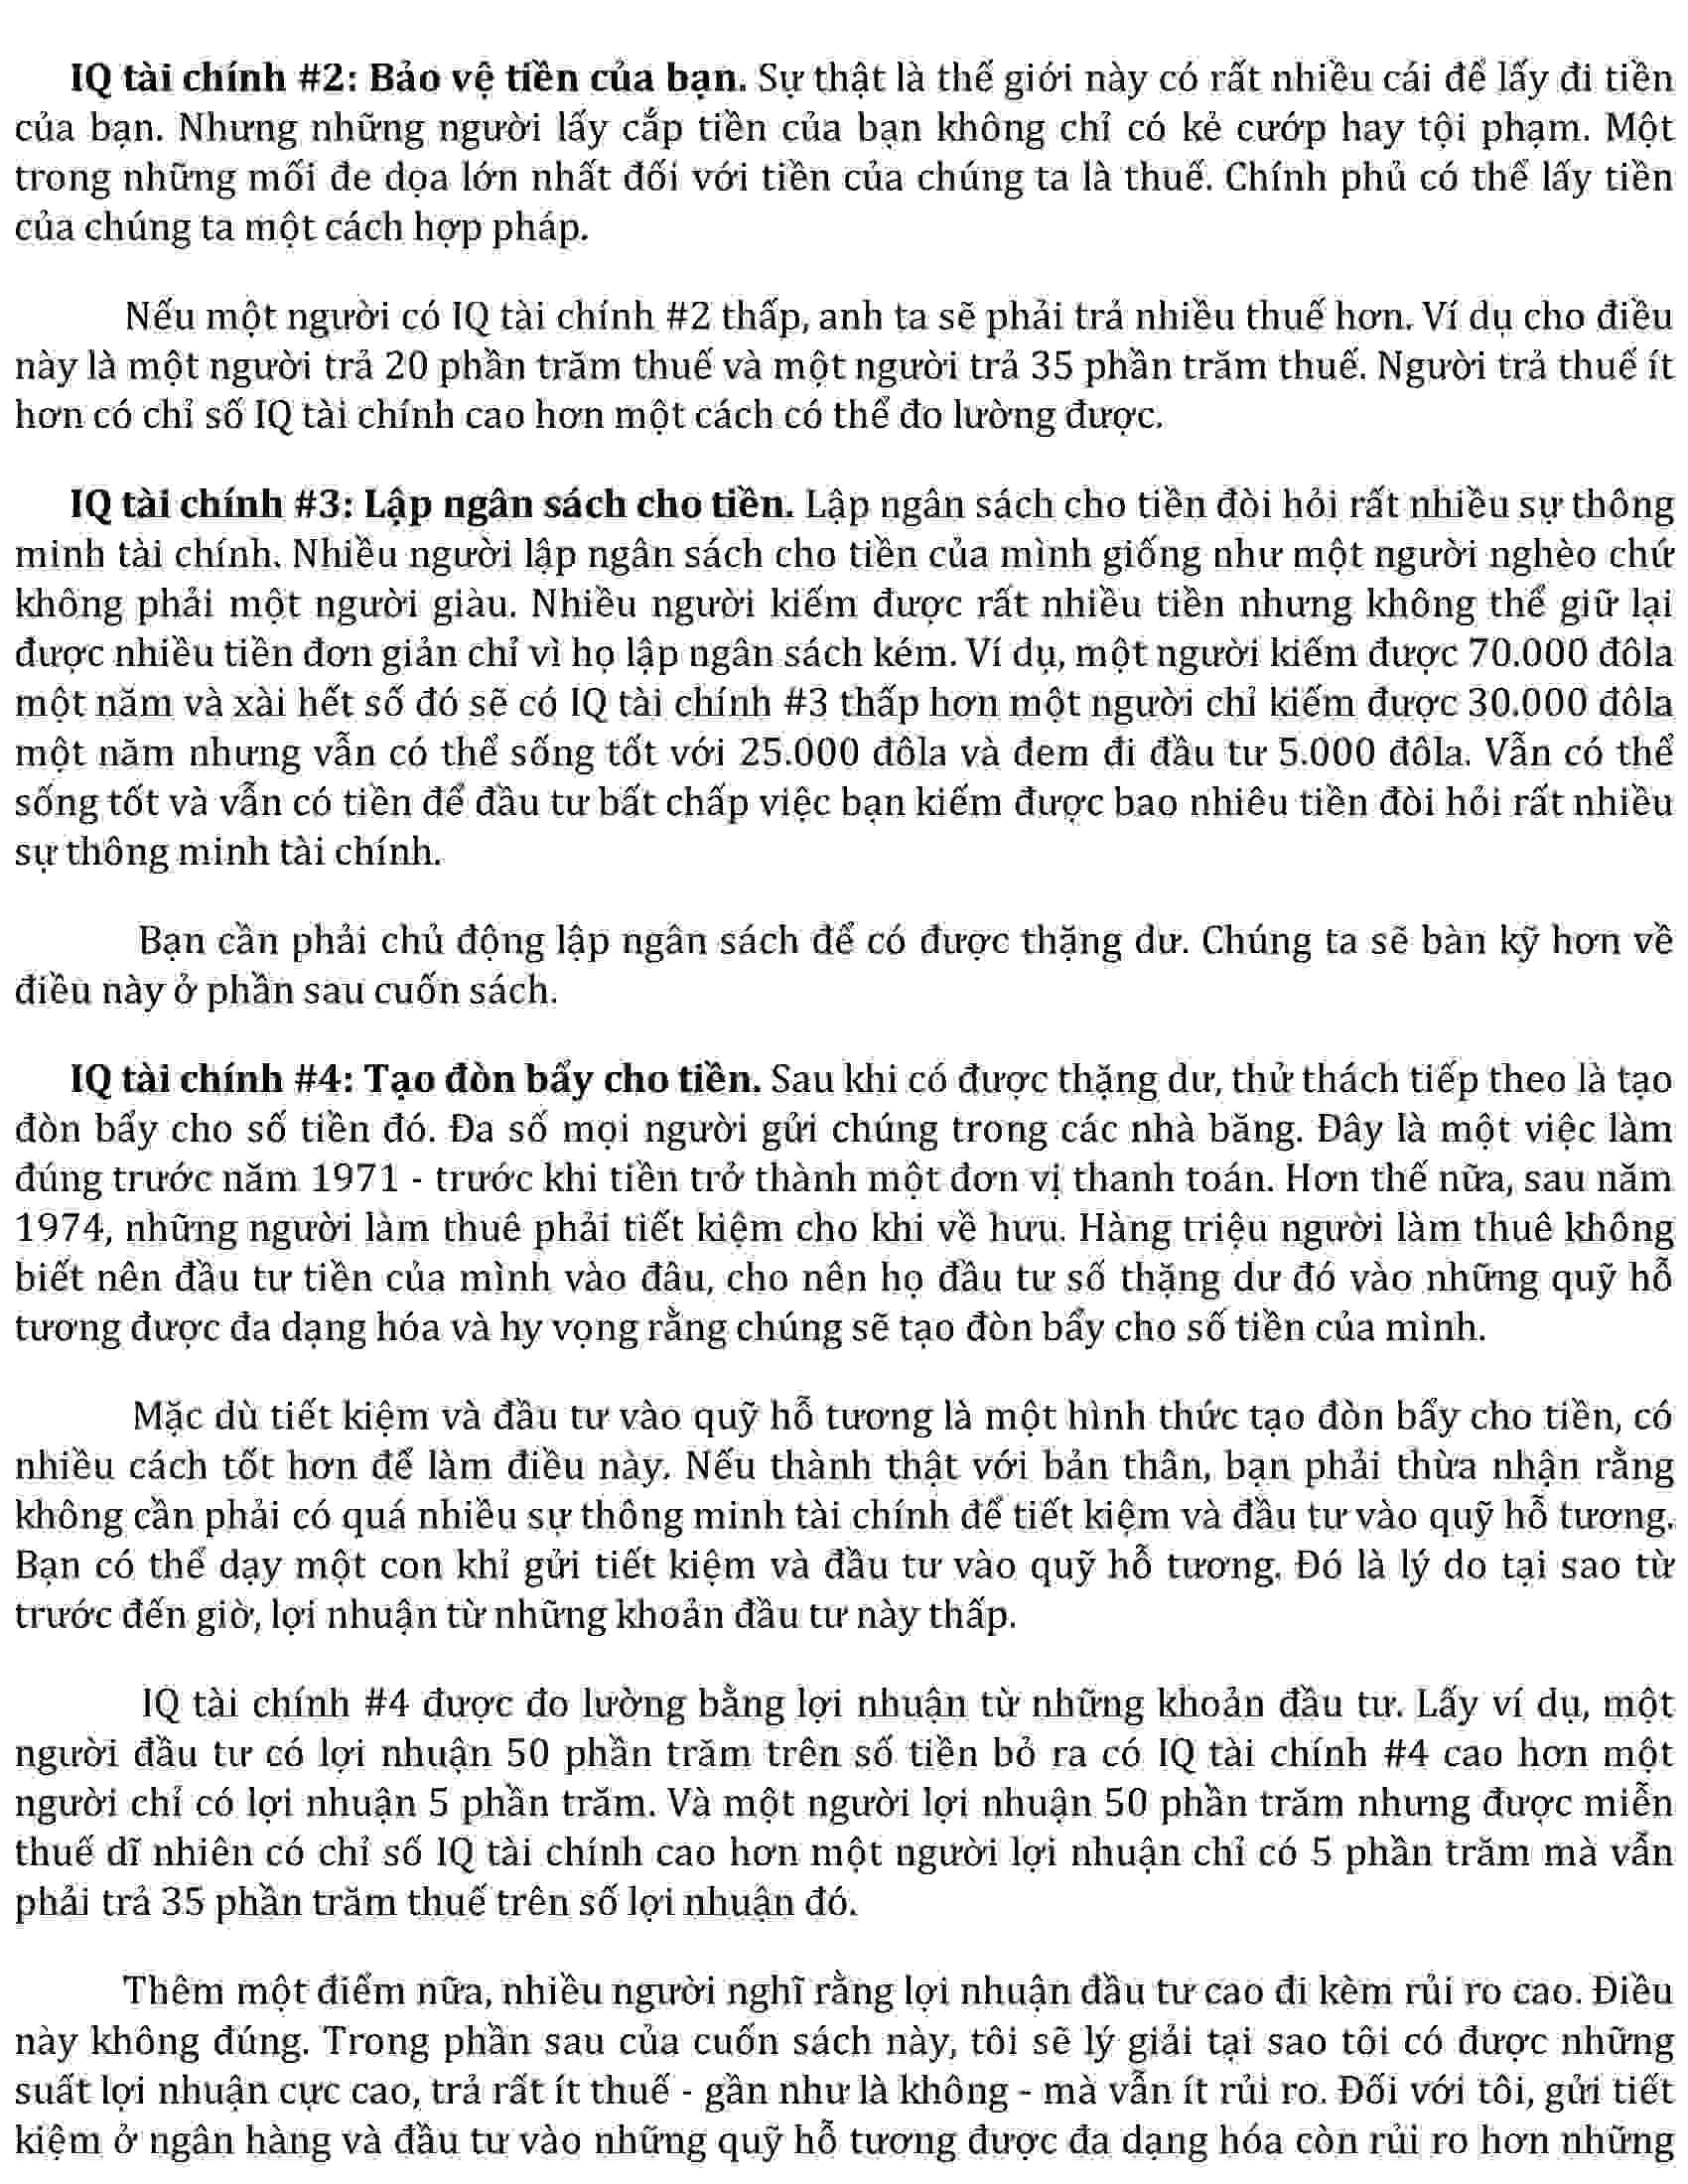 IQ tài chính #2: Bảo vệ tiền của bạn. Sự thật là thế giới này có rất nhiều cái để lấy đi tiền
của bạn. Nhưng những người lấy cắp tiền của bạn không chỉ có kẻ cướp hay tội phạm. Một
trong những mối đe dọa lớn nhất đối với tiền của chúng ta là thuế. Chính phủ có thể lấy tiền
của chúng ta một cách hợp pháp.
Nếu một người có IQ tài chính #2 thấp, anh ta sẽ phải trả nhiều thuế hơn. Ví dụ cho điều
này là một người trả 20 phần trăm thuế và một người trả 35 phần trăm thuế. Người trả thuế ít
hơn có chỉ số IQ tài chính cao hơn một cách có thể đo lường được.
IQ tài chính #3: Lập ngân sách cho tiền. Lập ngân sách cho tiền đòi hỏi rất nhiều sự thông
minh tài chính. Nhiều người lập ngân sách cho tiền của mình giống như một người nghèo chứ
không phải một người giàu. Nhiều người kiếm được rất nhiều tiền nhưng không thể giữ lại
được nhiều tiền đơn giản chỉ vì họ lập ngân sách kém. Ví dụ, một người kiếm được 70.000 đôla
một năm và xài hết số đó sẽ có IQ tài chính #3 thấp hơn một người chỉ kiếm được 30.000 đôla
một năm nhưng vẫn có thể sống tốt với 25.000 đôla và đem đi đầu tư 5.000 đôla. Vẫn có thể
sống tốt và vẫn có tiền để đầu tư bất chấp việc bạn kiếm được bao nhiêu tiền đòi hỏi rất nhiều
sự thông minh tài chính.
Bạn cần phải chủ động lập ngân sách để có được thặng dư. Chúng ta sẽ bàn kỹ hơn về
điều này ở phần sau cuốn sách.
IQ tài chính #4: Tạo đòn bẩy cho tiền. Sau khi có được thặng dư, thử thách tiếp theo là tạo
đòn bẩy cho số tiền đó. Đa số mọi người gửi chúng trong các nhà băng. Đây là một việc làm
đúng trước năm 1971 - trước khi tiền trở thành một đơn vị thanh toán. Hơn thế nữa, sau năm
1974, những người làm thuê phải tiết kiệm cho khi về hưu. Hàng triệu người làm thuê không
biết nên đầu tư tiền của mình vào đâu, cho nên họ đầu tư số thặng dư đó vào những quỹ hỗ
tương được đa dạng hóa và hy vọng rằng chúng sẽ tạo đòn bẩy cho số tiền của mình.
Mặc dù tiết kiệm và đầu tư vào quỹ hỗ tương là một hình thức tạo đòn bẩy cho tiền, có
nhiều cách tốt hơn để làm điều này. Nếu thành thật với bản thân, bạn phải thừa nhận rằng
không cần phải có quá nhiều sự thông minh tài chính để tiết kiệm và đầu tư vào quỹ hỗ tương.
Bạn có thể dạy một con khỉ gửi tiết kiệm và đầu tư vào quỹ hỗ tương. Đó là lý do tại sao từ
trước đến giờ, lợi nhuận từ những khoản đầu tư này thấp.
IQ tài chính #4 được đo lường bằng lợi nhuận từ những khoản đầu tư. Lấy ví dụ, một
người đầu tư có lợi nhuận 50 phần trăm trên số tiền bỏ ra có IQ tài chính #4 cao hơn một
người chỉ có lợi nhuận 5 phần trăm. Và một người lợi nhuận 50 phần trăm nhưng được miễn
thuế dĩ nhiên có chỉ số IQ tài chính cao hơn một người lợi nhuận chỉ có 5 phần trăm mà vẫn
phải trả 35 phần trăm thuế trên số lợi nhuận đó.
Thêm một điểm nữa, nhiều người nghĩ rằng lợi nhuận đầu tư cao đi kèm rủi ro cao. Điều
này không đúng. Trong phần sau của cuốn sách này, tôi sẽ lý giải tại sao tôi có được những
suất lợi nhuận cực cao, trả rất ít thuế - gần như là không - mà vẫn ít rủi ro. Đối với tôi, gửi tiết
kiệm ở ngân hàng và đầu tư vào những quỹ hỗ tương được đa dạng hóa còn rủi ro hơn những